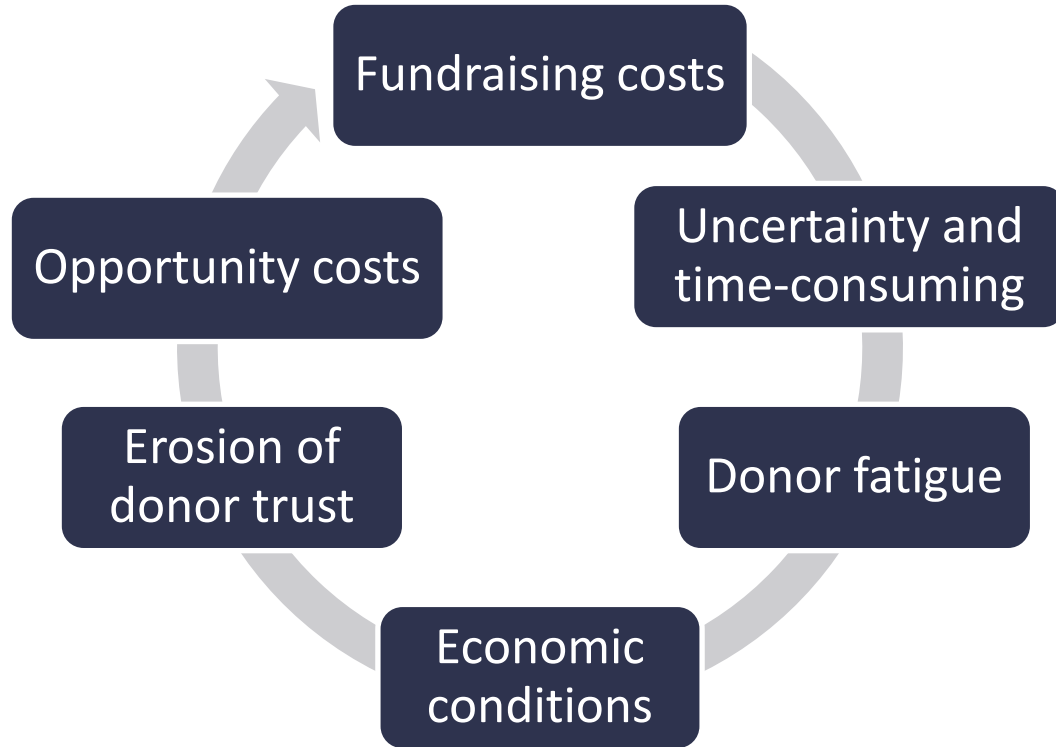 Fundraising costs
Uncertainty and
time-consuming
Donor fatigue
Economic
conditions
Erosion of
donor trust
Opportunity costs